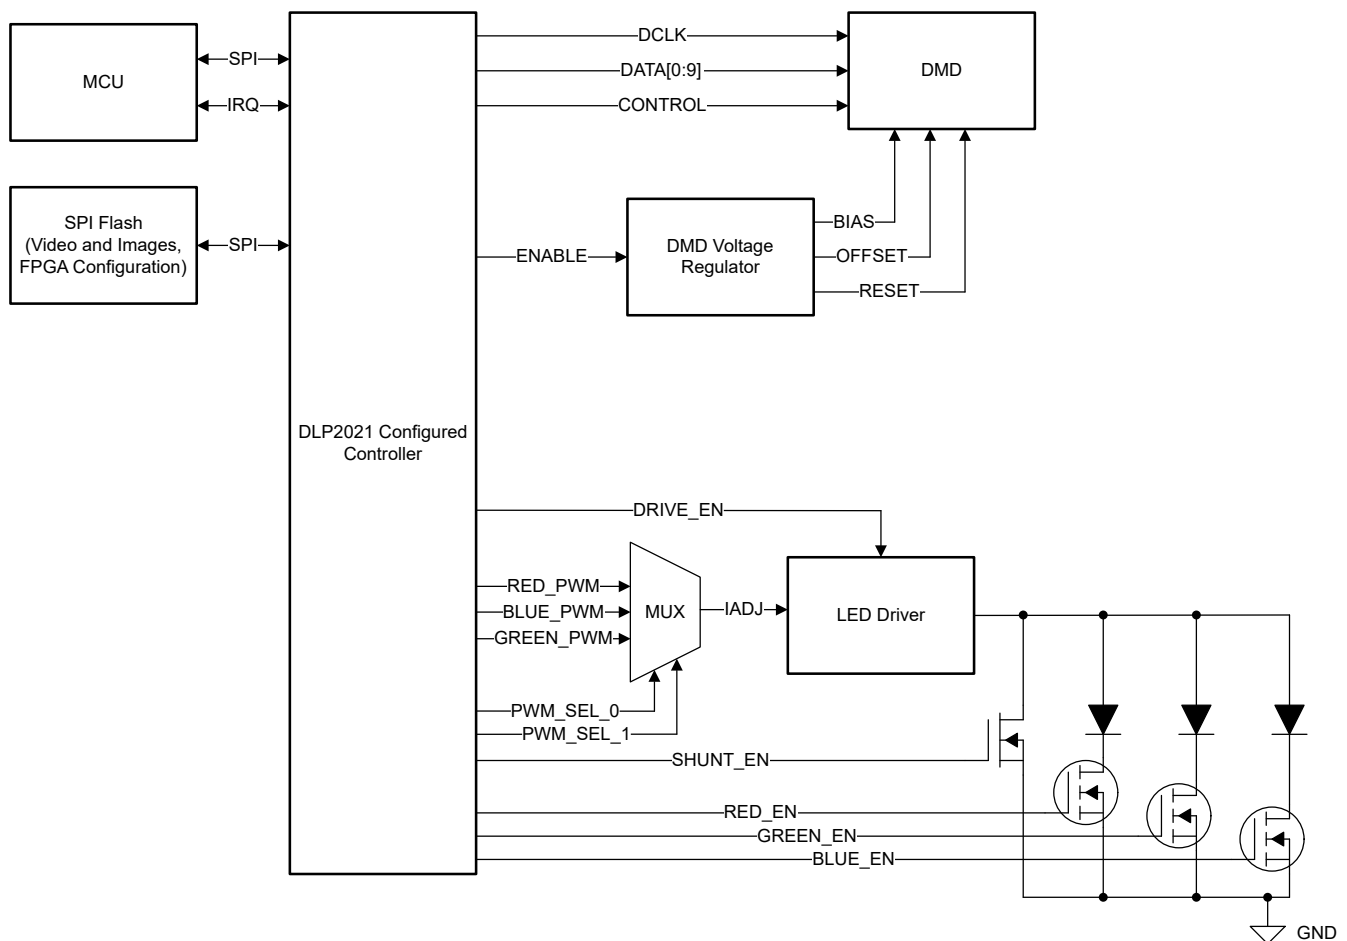 MCU
SPI
IRQ
SPI Flash
(Video and Images,
FPGA Configuration)
SPI
DLP2021 Configured
Controller
DCLK
DATA[0:9]
CONTROL
DMD
ENABLE
DMD Voltage
Regulator
BIAS
OFFSET
RESET
DRIVE_EN
RED_PWM
BLUE_PWM
GREEN_PWM
MUX
IADJ
LED Driver
PWM_SEL_0
PWM_SEL_1
SHUNT_EN
RED_EN
GREEN_EN
BLUE_EN
GND